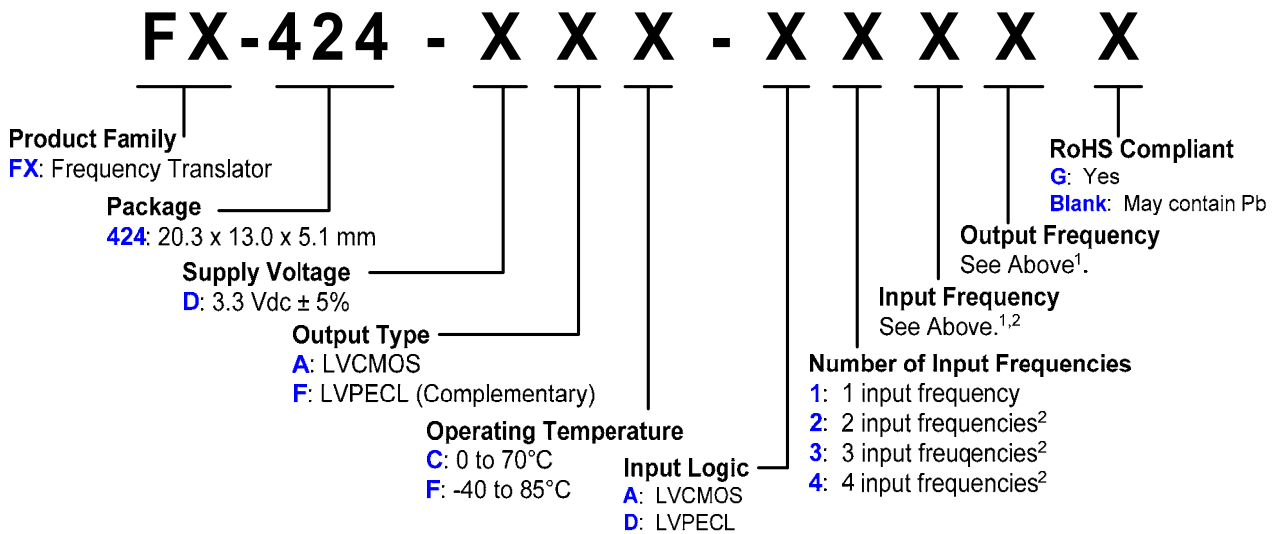 FX-424 - X X X - X X X X X
Product Family
FX: Frequency Translator
Package
424: 20.3 x 13.0 x 5.1 mm
Supply Voltage
D: 3.3 Vdc ± 5%
Output Type
A: LVCMOS
F: LVPECL (Complementary)
Operating Temperature
C: 0 to 70°C
F: -40 to 85°C
Input Logic
A: LVCMOS
D: LVPECL
Number of Input Frequencies
1: 1 input frequency
2: 2 input frequencies²
3: 3 input freuqencies²
4: 4 input frequencies²
Input Frequency
See Above.¹,²
Output Frequency
See Above¹.
RoHS Compliant
G: Yes
Blank: May contain Pb